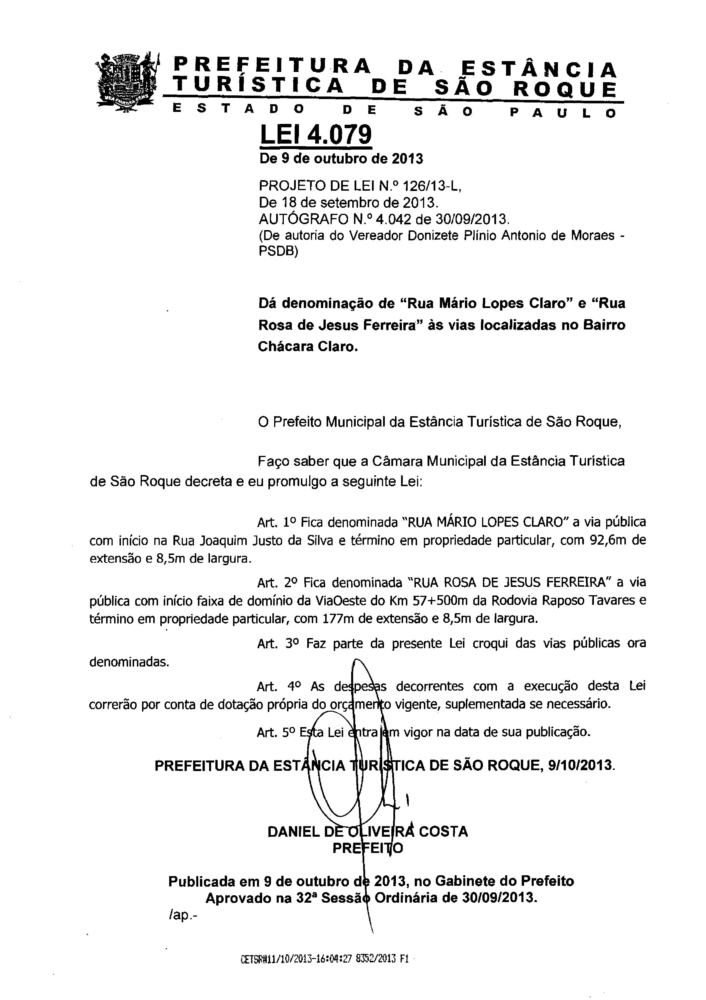 PREFEITURA DA ESTÂNCIA
TURÍSTICA DE SÃO ROQUE
ESTADO DE SÃO PAULO
LEI 4.079
De 9 de outubro de 2013
PROJETO DE LEI N.º 126/13-L,
De 18 de setembro de 2013.
AUTÓGRAFO N.º 4.042 de 30/09/2013.
(De autoria do Vereador Donizete Plínio Antonio de Moraes -
PSDB)
Dá denominação de “Rua Mário Lopes Claro” e “Rua
Rosa de Jesus Ferreira” às vias localizadas no Bairro
Chácara Claro.
O Prefeito Municipal da Estância Turística de São Roque,
Faço saber que a Câmara Municipal da Estância Turística
de São Roque decreta e eu promulgo a seguinte Lei:
Art. 1º Fica denominada "RUA MÁRIO LOPES CLARO" a via pública
com início na Rua Joaquim Justo da Silva e término em propriedade particular, com 92,6m de
extensão e 8,5m de largura.
Art. 2º Fica denominada "RUA ROSA DE JESUS FERREIRA" a via
pública com início faixa de domínio da ViaOeste do Km 57+500m da Rodovia Raposo Tavares e
término em propriedade particular, com 177m de extensão e 8,5m de largura.
Art. 3º Faz parte da presente Lei croqui das vias públicas ora
denominadas.
Art. 4º As despesas decorrentes com a execução desta Lei
correrão por conta de dotação própria do orçamento vigente, suplementada se necessário.
Art. 5º Esta Lei entra em vigor na data de sua publicação.
PREFEITURA DA ESTÂNCIA TURÍSTICA DE SÃO ROQUE, 9/10/2013.
DANIEL DE OLIVEIRA COSTA
PREFEITO
Publicada em 9 de outubro de 2013, no Gabinete do Prefeito
Aprovado na 32ª Sessão Ordinária de 30/09/2013.
/ap.-
CETSR#11/10/2013-16:04:27 8352/2013 F1